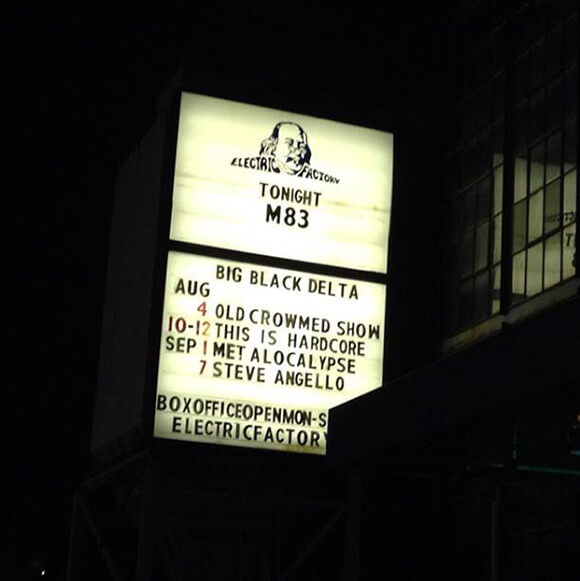 ELECTRIC FACTORY
TONIGHT
M83
BIG BLACK DELTA
AUG
4 OLD CROWMED SHOW
10-12 THIS IS HARDCORE
SEP 1 MET ALOCALYPSE
7 STEVE ANGELLO
BOXOFFICEOPENMON-S
ELECTRICFACTORY